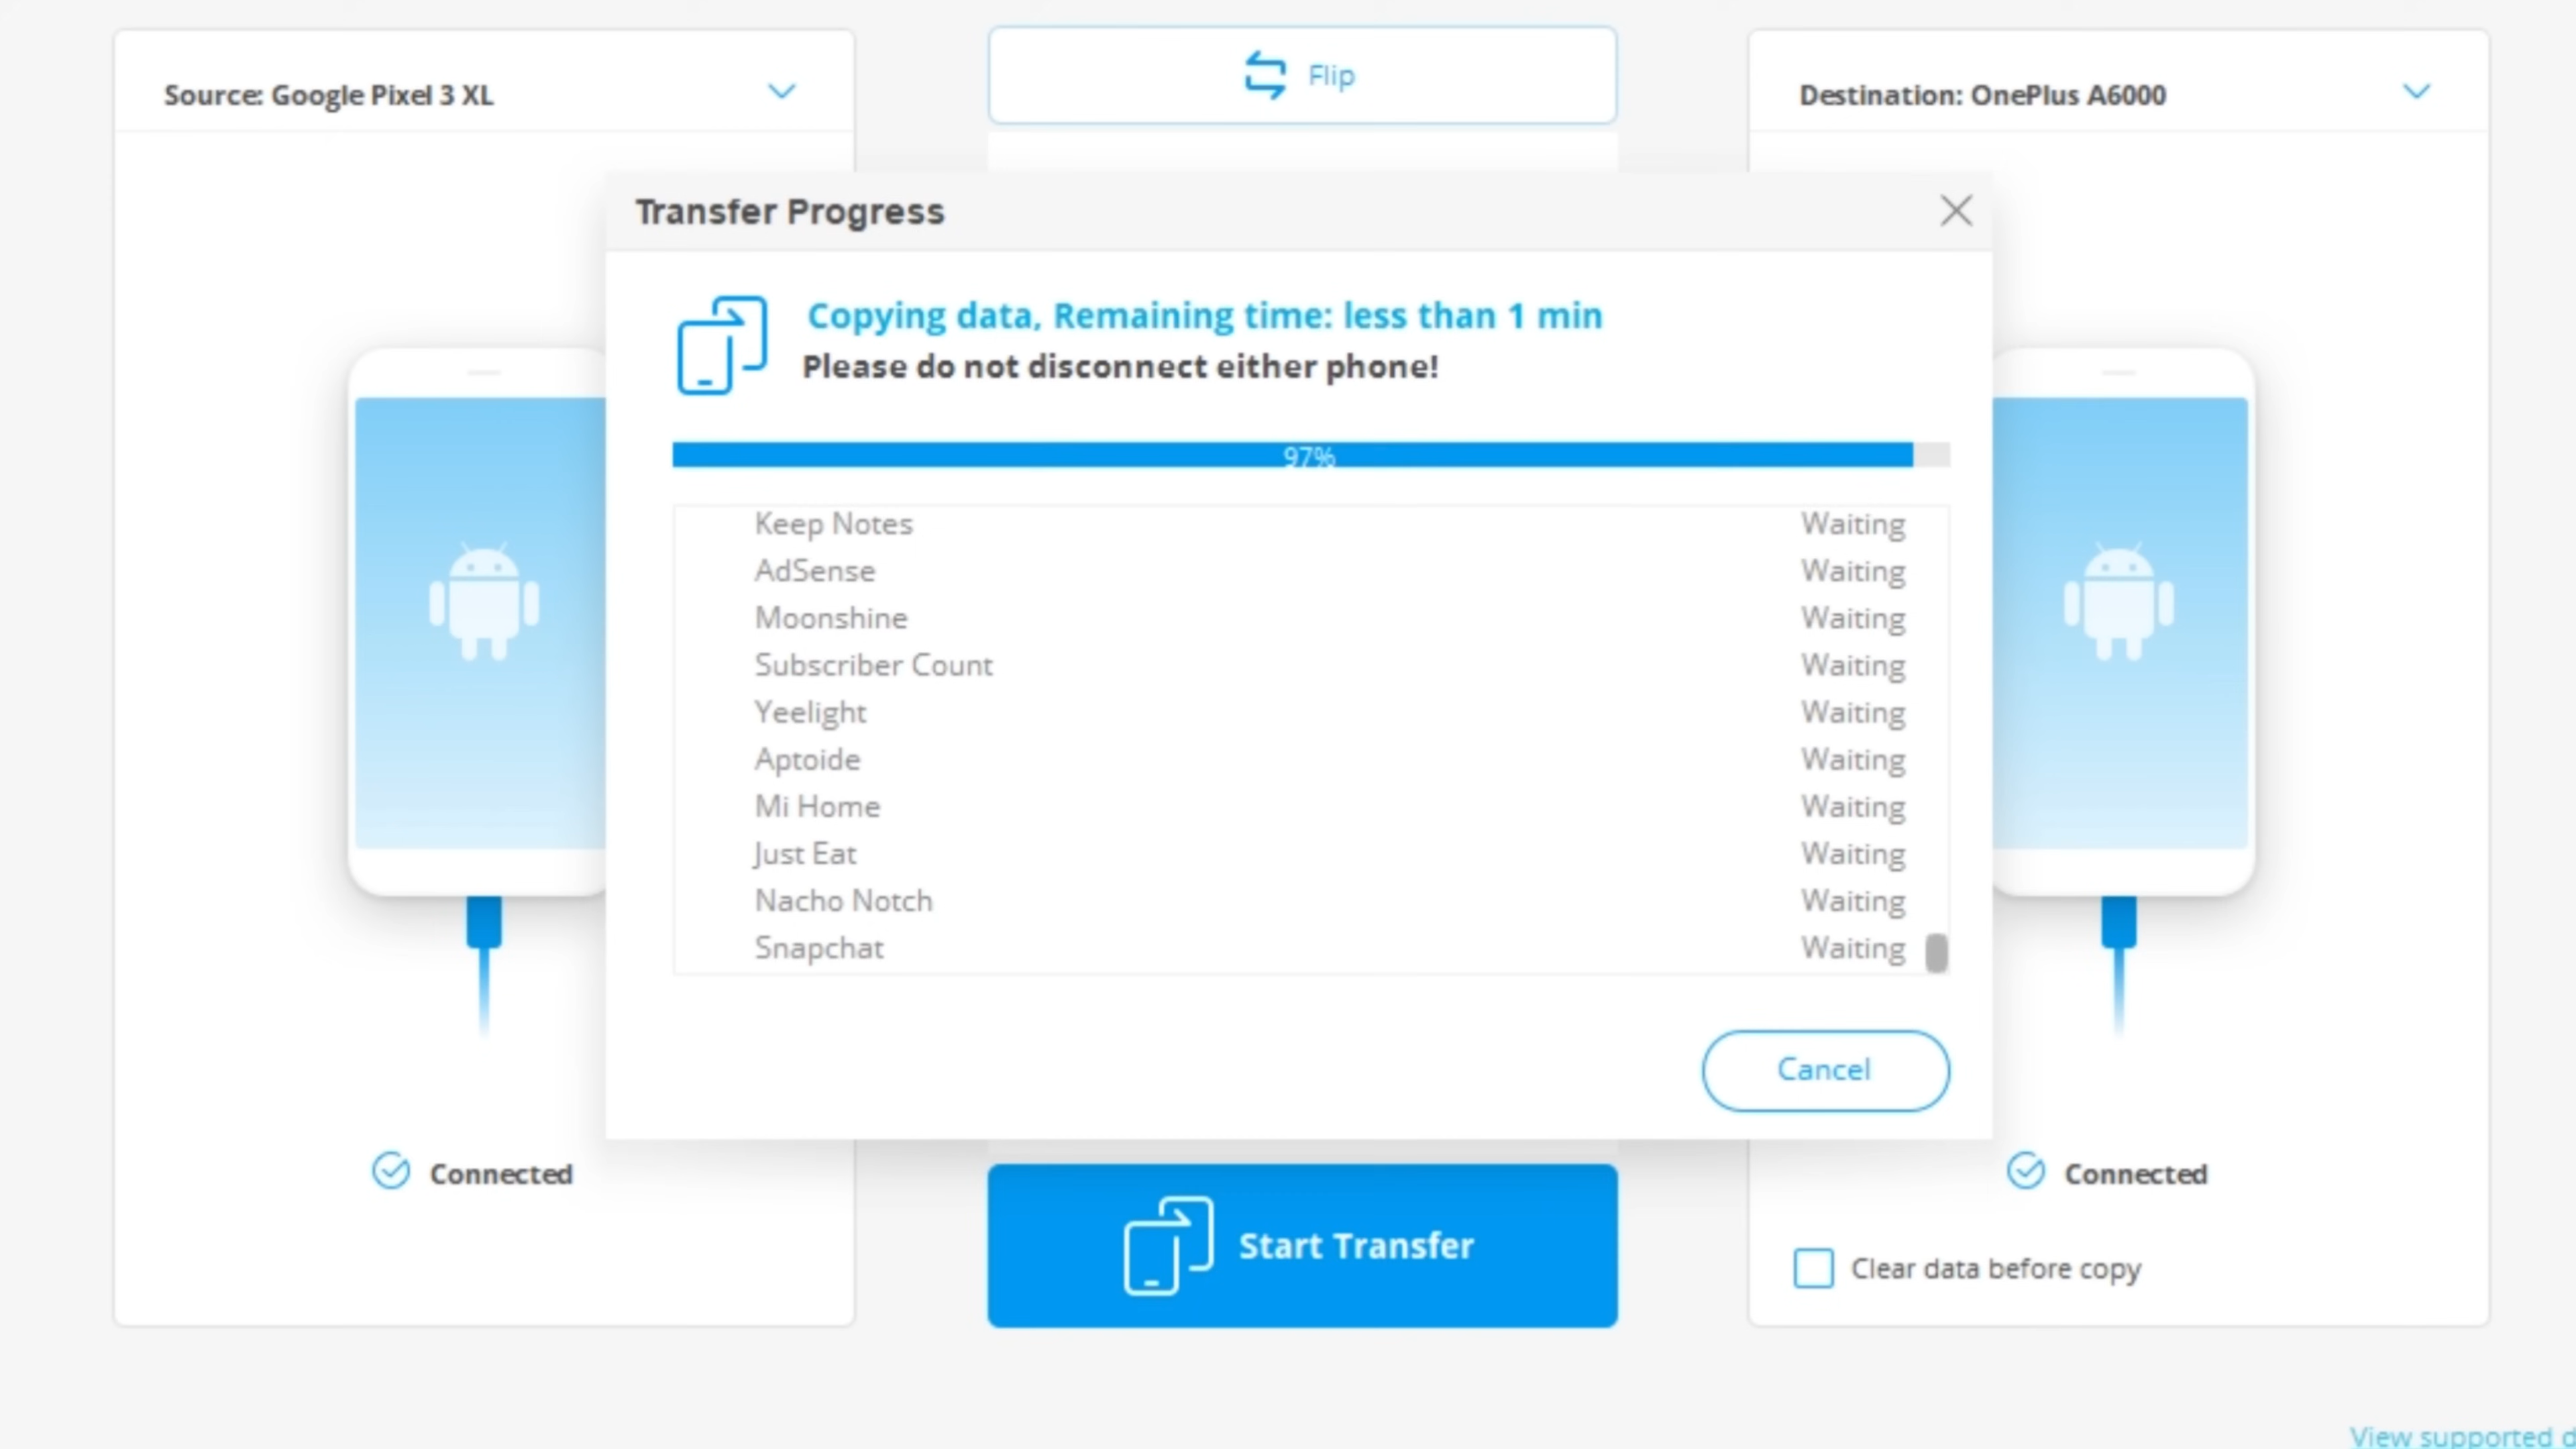 Source: Google Pixel 3 XL
Flip
Destination: OnePlus A6000
Transfer Progress
Copying data, Remaining time: less than 1 min
Please do not disconnect either phone!
97%
Keep Notes Waiting
AdSense Waiting
Moonshine Waiting
Subscriber Count Waiting
Yeelight Waiting
Aptoide Waiting
Mi Home Waiting
Just Eat Waiting
Nacho Notch Waiting
Snapchat Waiting
Cancel
Connected
Connected
Start Transfer
Clear data before copy
View supported